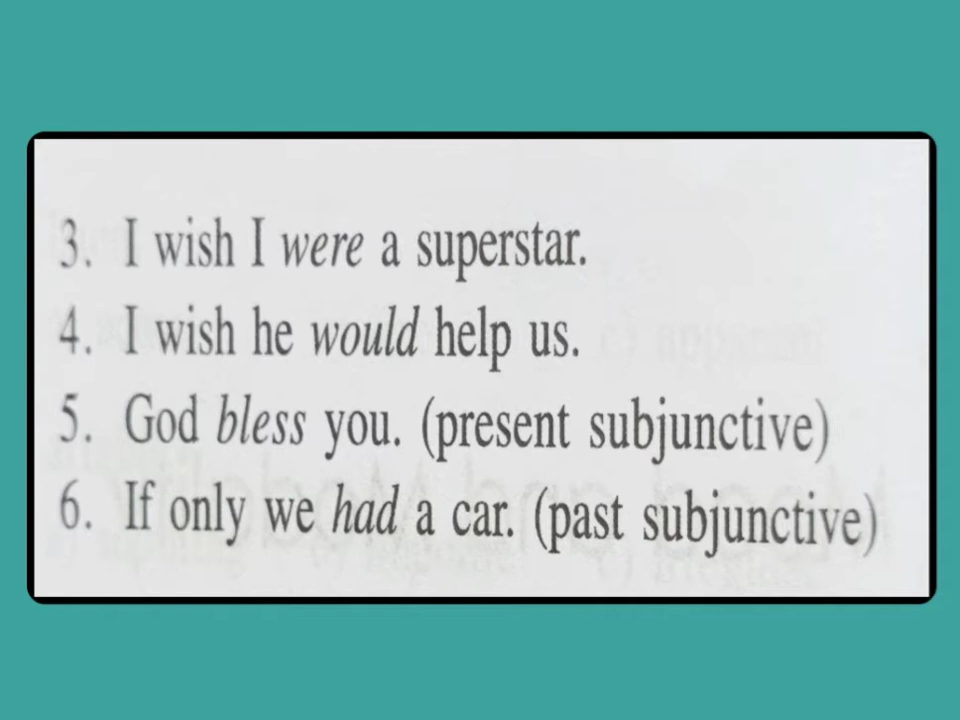 3. I wish I were a superstar.
4. I wish he would help us.
5. God bless you. (present subjunctive)
6. If only we had a car. (past subjunctive)